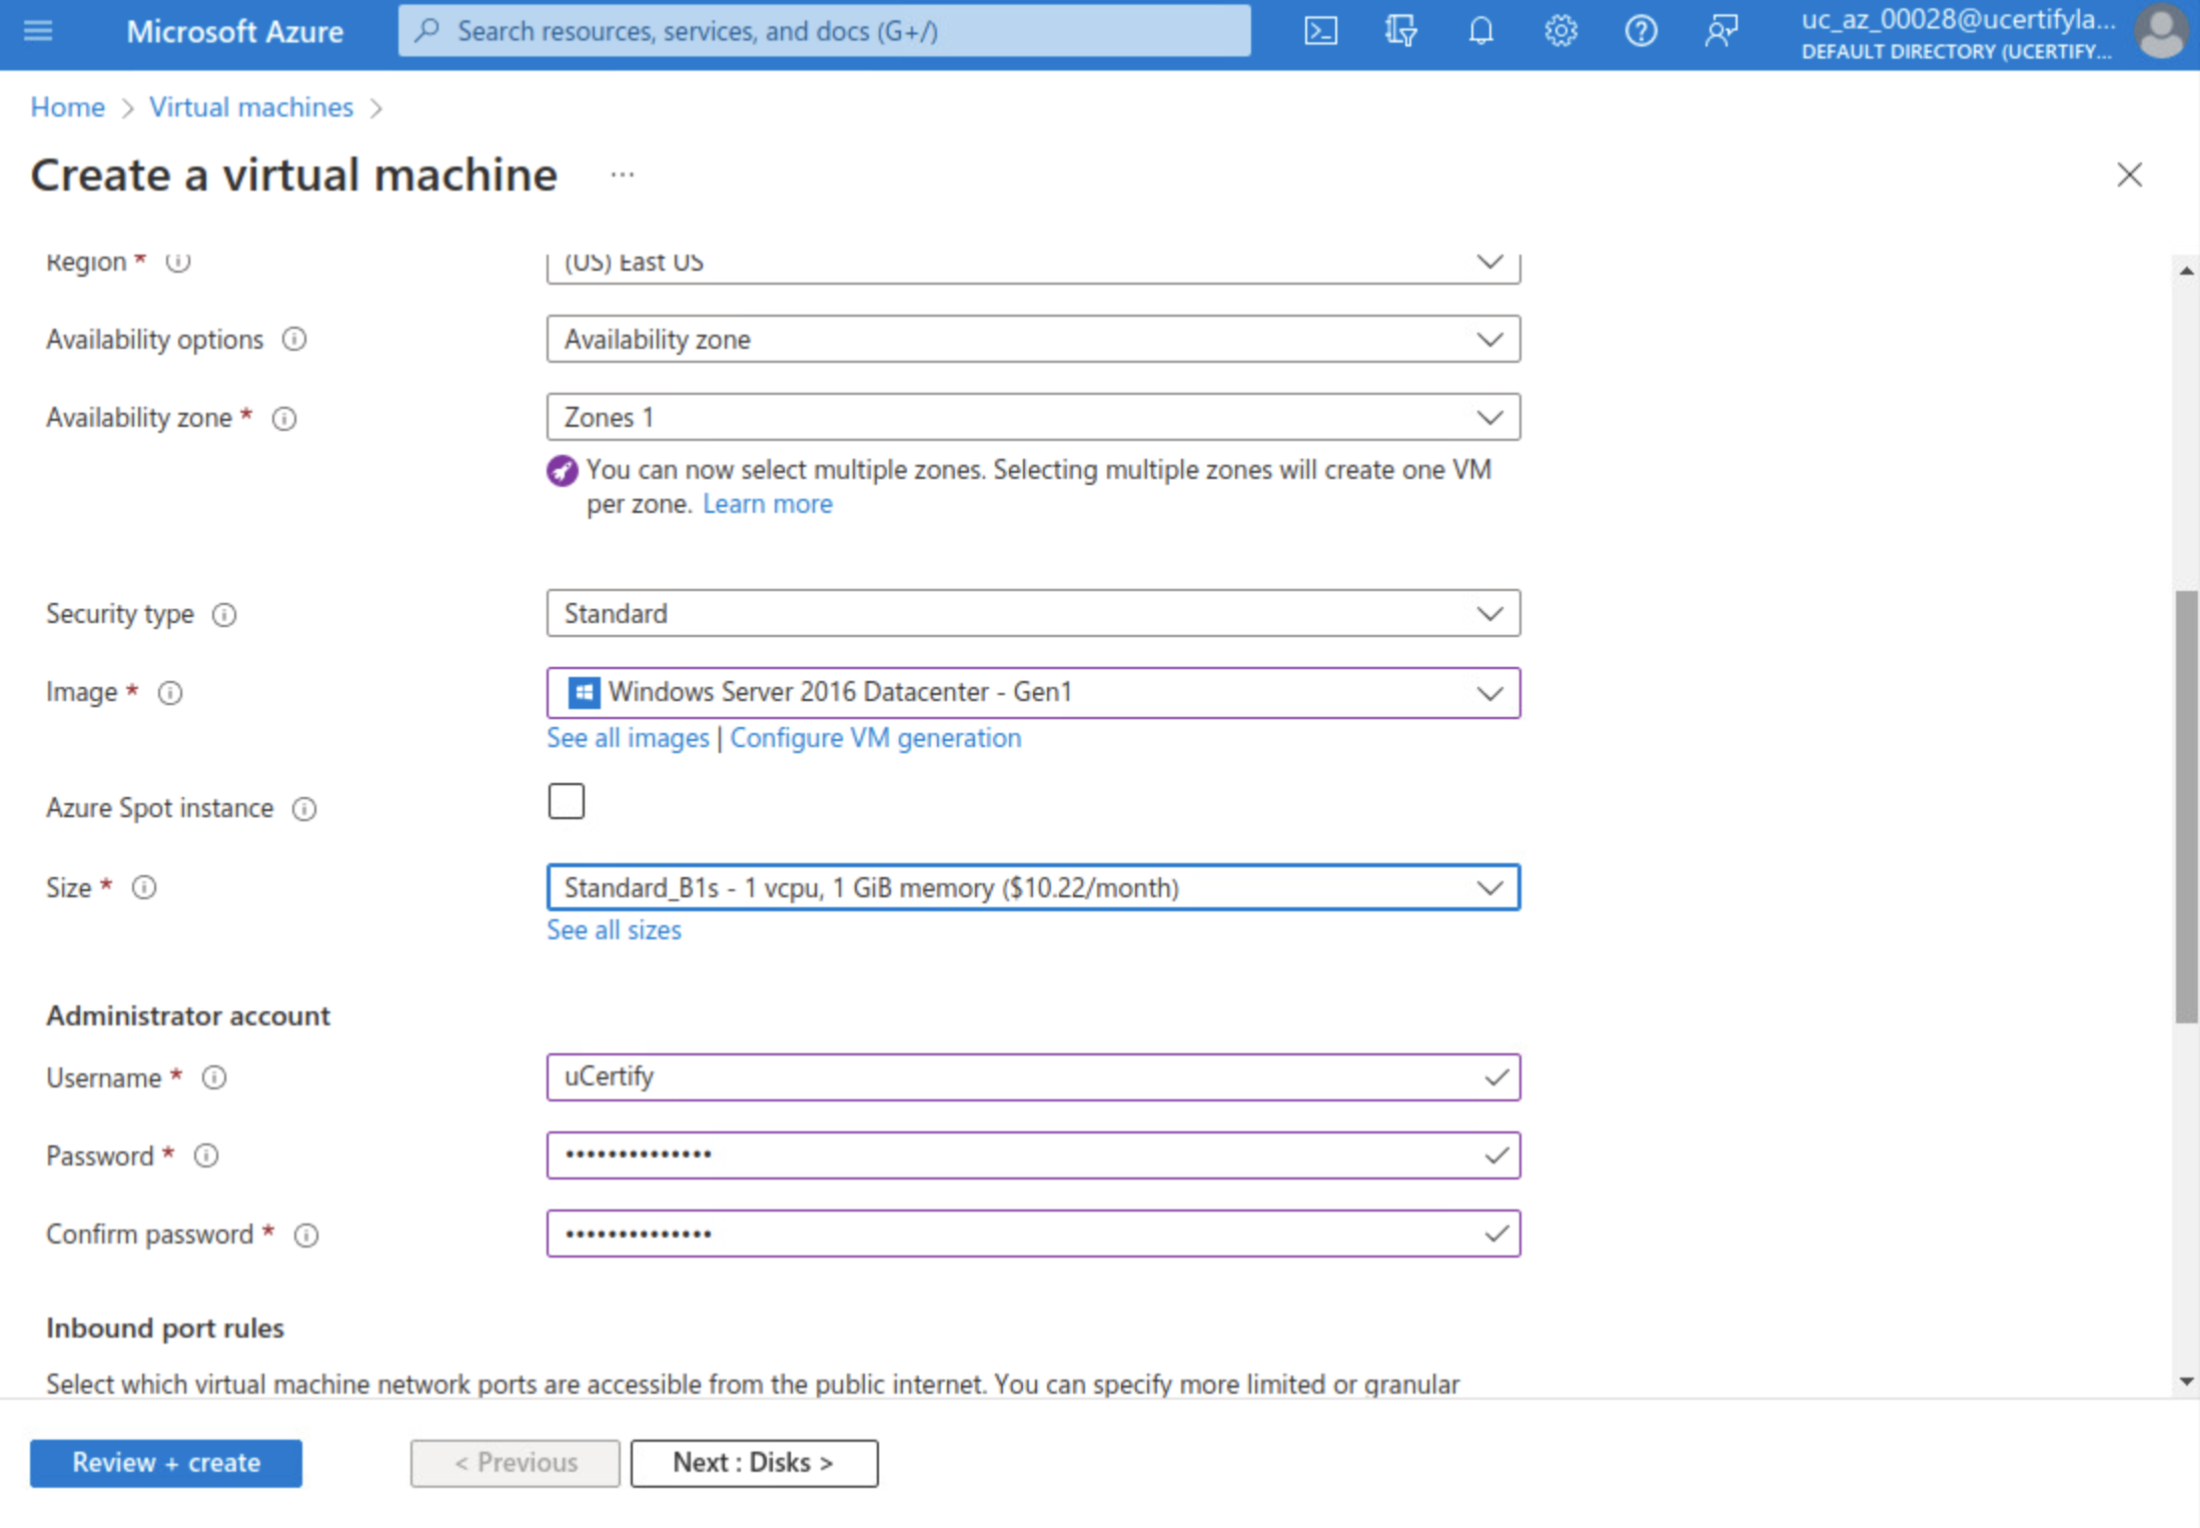 Microsoft Azure
Search resources, services, and docs (G+/)
uc_az_00028@ucertifyla...
DEFAULT DIRECTORY (UCERTIFY...
Home > Virtual machines >
Create a virtual machine ...
Region * (US) East US
Availability options Availability zone
Availability zone * Zones 1
You can now select multiple zones. Selecting multiple zones will create one VM
per zone. Learn more
Security type Standard
Image * Windows Server 2016 Datacenter - Gen1
See all images | Configure VM generation
Azure Spot instance
Size * Standard_B1s - 1 vcpu, 1 GiB memory ($10.22/month)
See all sizes
Administrator account
Username * uCertify
Password * ••••••••••••••
Confirm password * ••••••••••••••
Inbound port rules
Select which virtual machine network ports are accessible from the public internet. You can specify more limited or granular
Review + create < Previous Next : Disks >